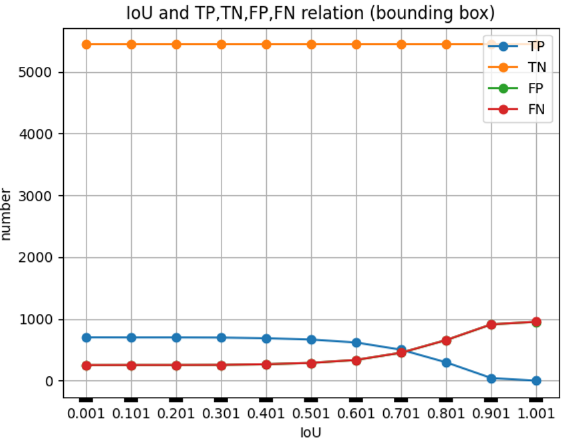 IoU and TP,TN,FP,FN relation (bounding box)
TP
TN
FP
FN
5000
4000
3000
2000
1000
0
number
0.001 0.101 0.201 0.301 0.401 0.501 0.601 0.701 0.801 0.901 1.001
IoU